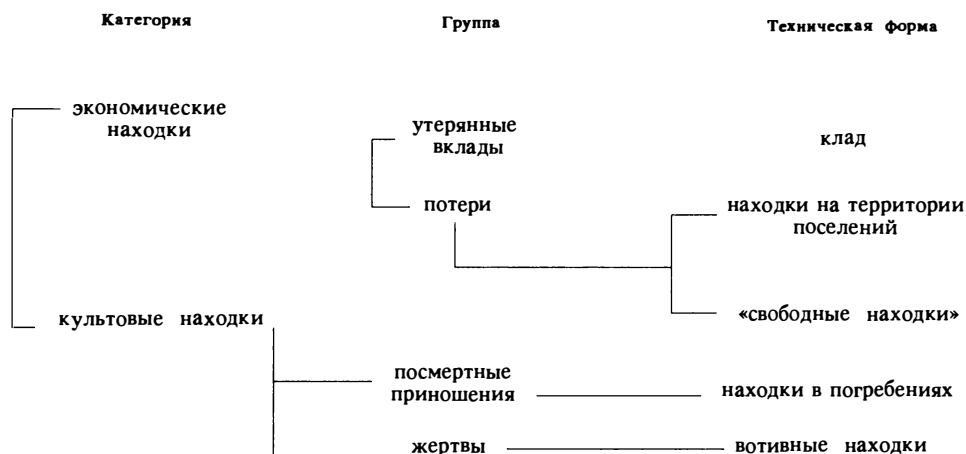 Категория Группа Техническая форма
экономические
находки
утерянные
вклады
клад
потери
находки на территории
поселений
культовые находки
«свободные находки»
посмертные
приношения
находки в погребениях
жертвы
вотивные находки